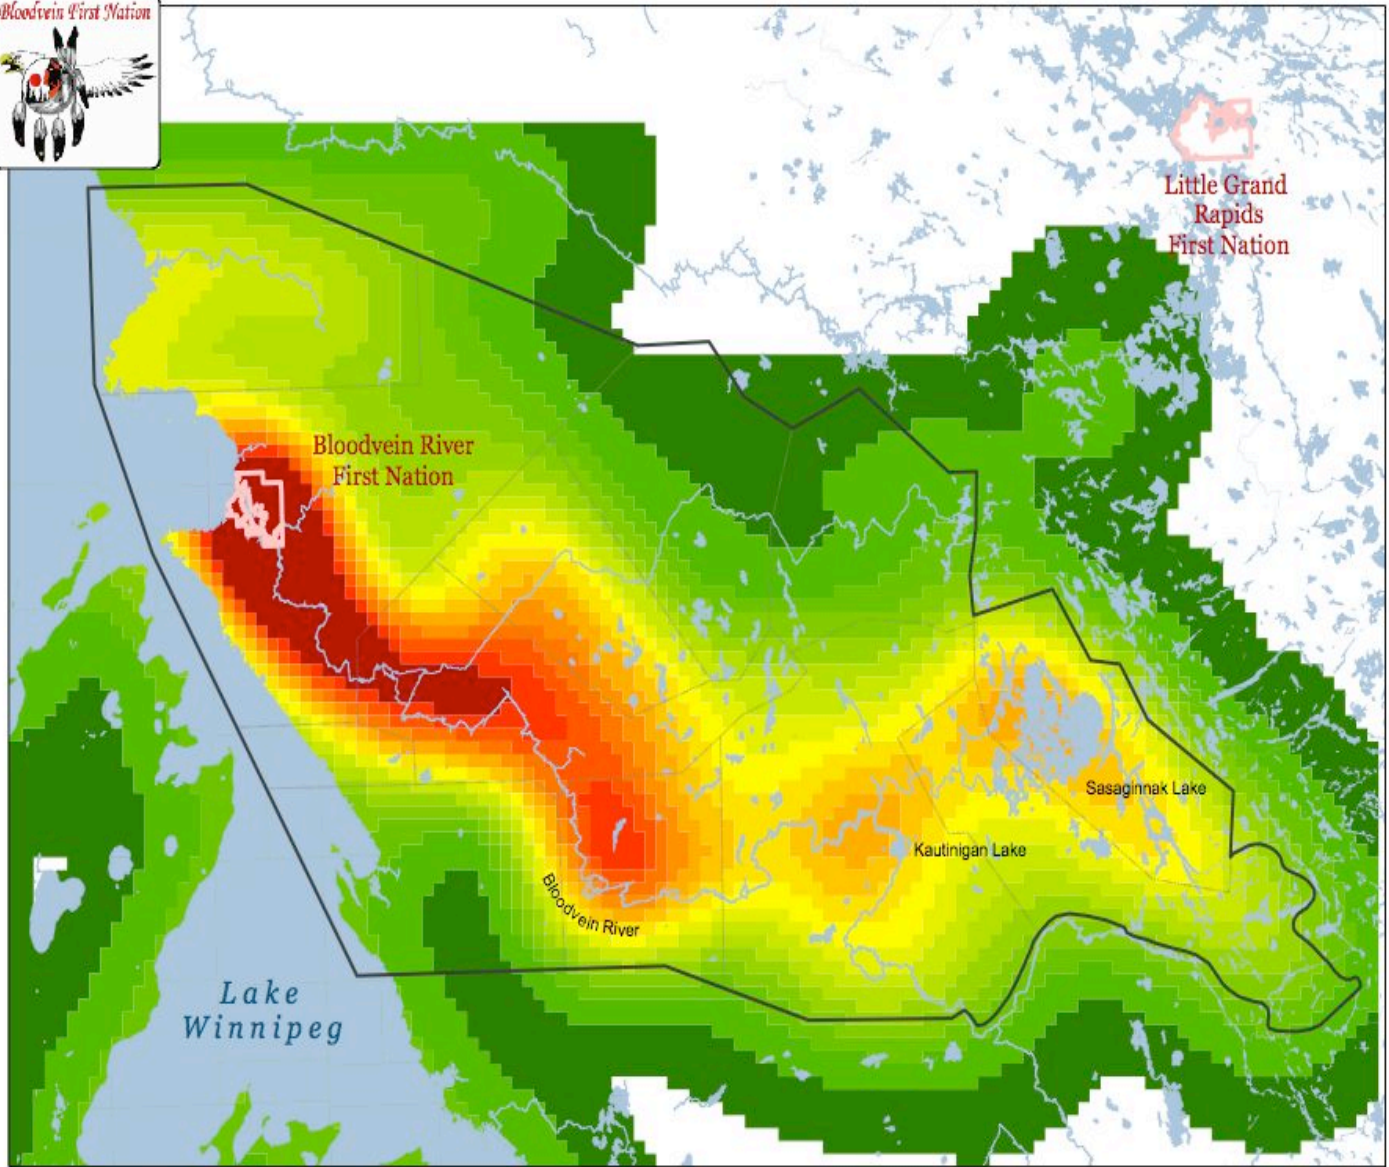 Bloodvein First Nation
Little Grand
Rapids
First Nation
Bloodvein River
First Nation
Sasaginnak Lake
Kautinigan Lake
Bloodvein River
Lake
Winnipeg